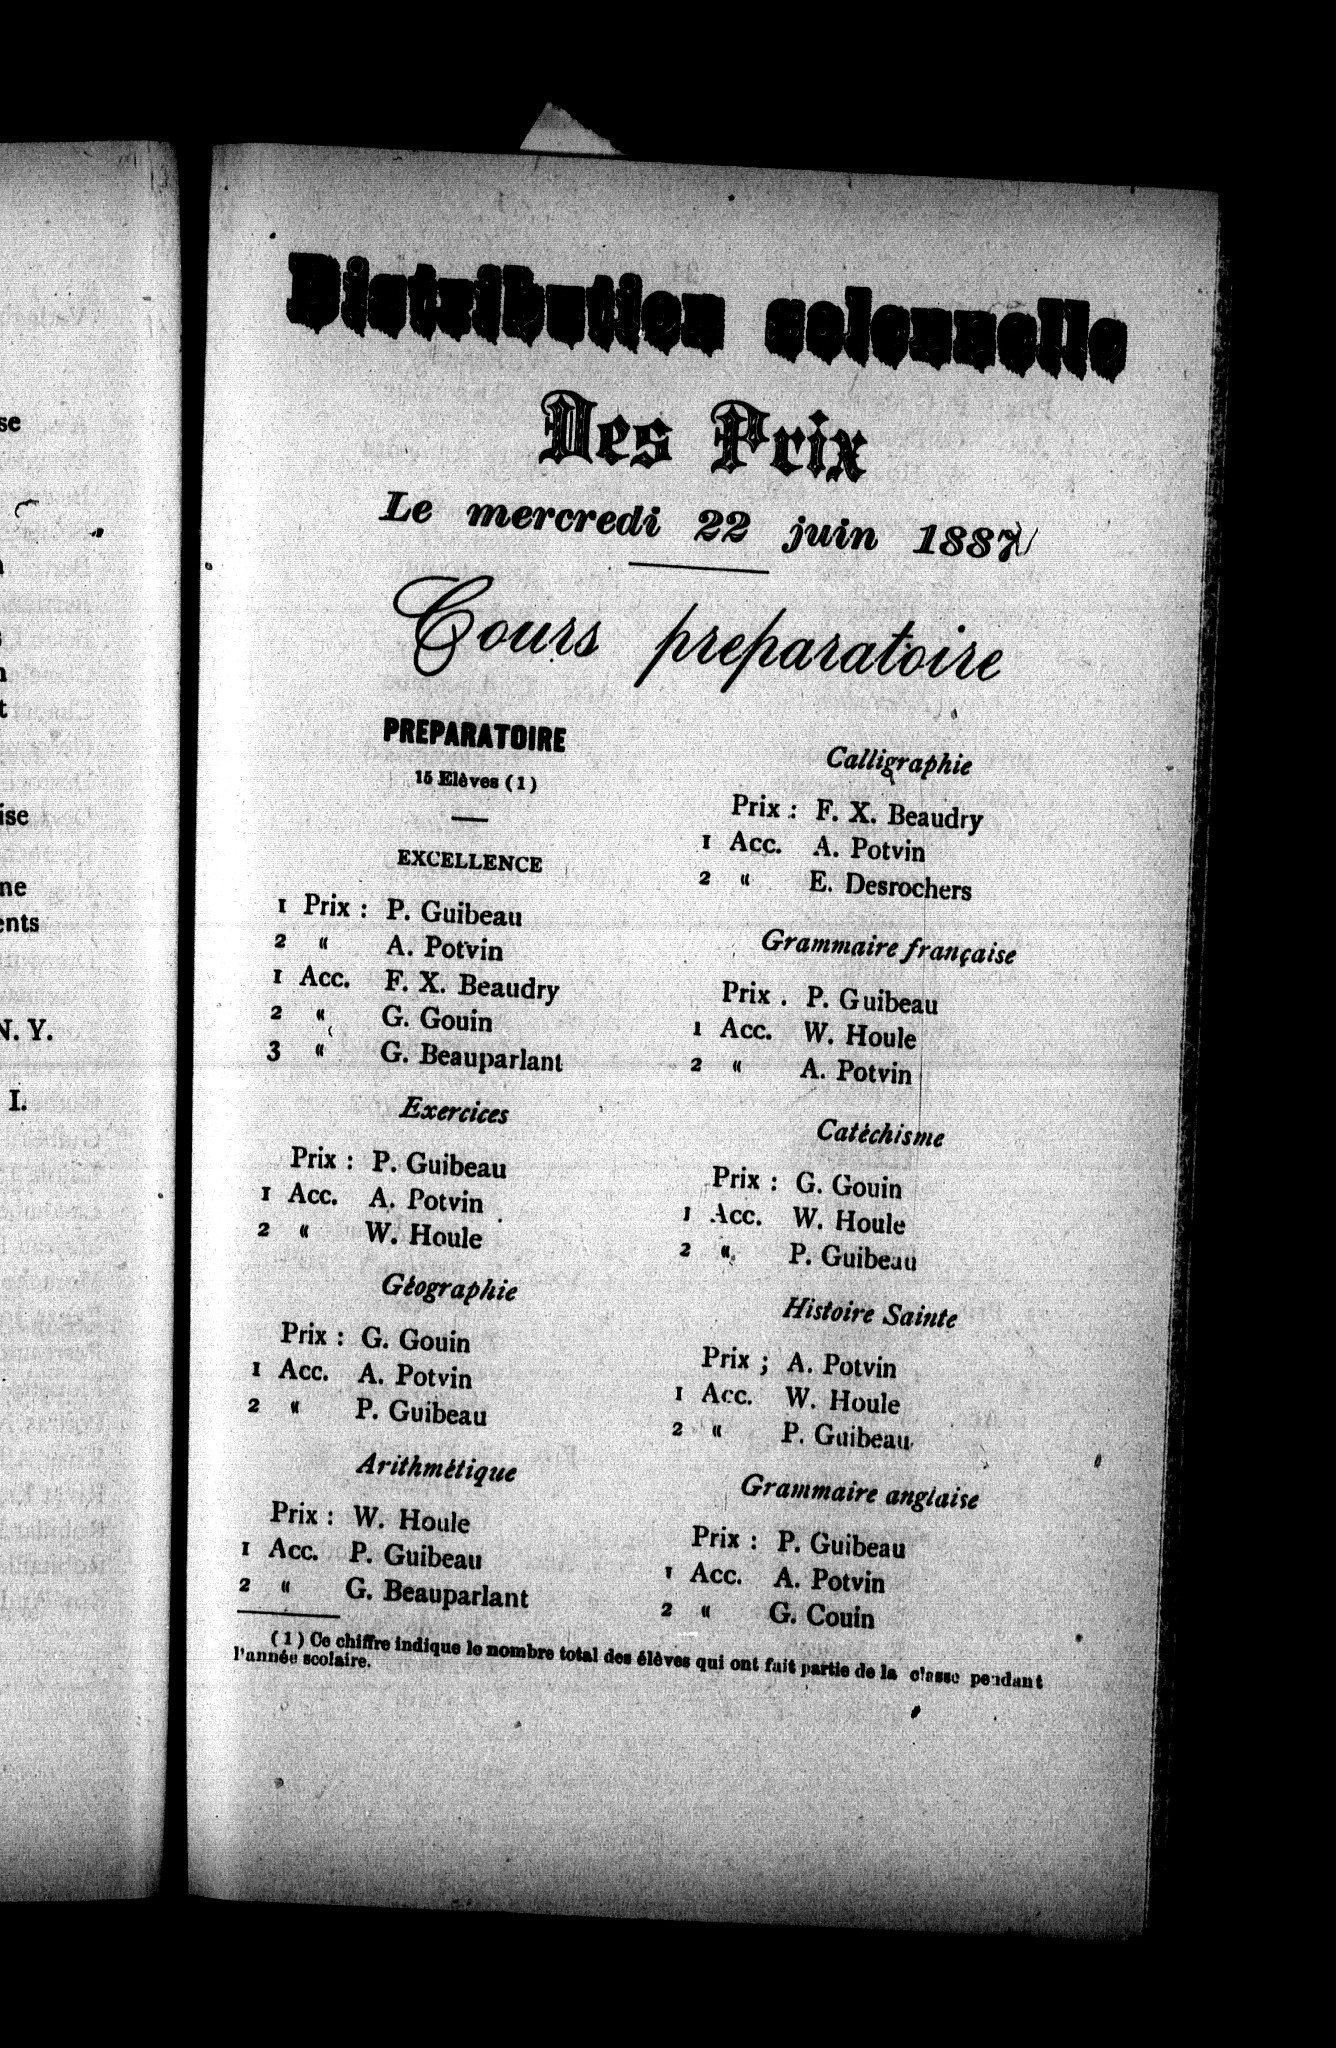 Distribution solennelle
Des Prix
Le mercredi 22 juin 1887
Cours preparatoire
PREPARATOIRE
15 Elèves (1)
EXCELLENCE
1 Prix : P. Guibeau
2 “ A. Potvin
1 Acc. F. X. Beaudry
2 “ G. Gouin
3 “ G. Beauparlant
Exercices
Prix : P. Guibeau
1 Acc. A. Potvin
2 “ W. Houle
Géographie
Prix : G. Gouin
1 Acc. A. Potvin
2 “ P. Guibeau
Arithmétique
Prix : W. Houle
1 Acc. P. Guibeau
2 “ G. Beauparlant
Calligraphie
Prix : F. X. Beaudry
1 Acc. A. Potvin
2 “ E. Desrochers
Grammaire française
Prix . P. Guibeau
1 Acc. W. Houle
2 “ A. Potvin
Catéchisme
Prix : G. Gouin
1 Acc. W. Houle
2 “ P. Guibeau
Histoire Sainte
Prix ; A. Potvin
1 Acc. W. Houle
2 “ P. Guibeau
Grammaire anglaise
Prix : P. Guibeau
1 Acc. A. Potvin
2 “ G. Couin
(1) Ce chiffre indique le nombre total des élèves qui ont fait partie de la classe pendant
l'année scolaire.